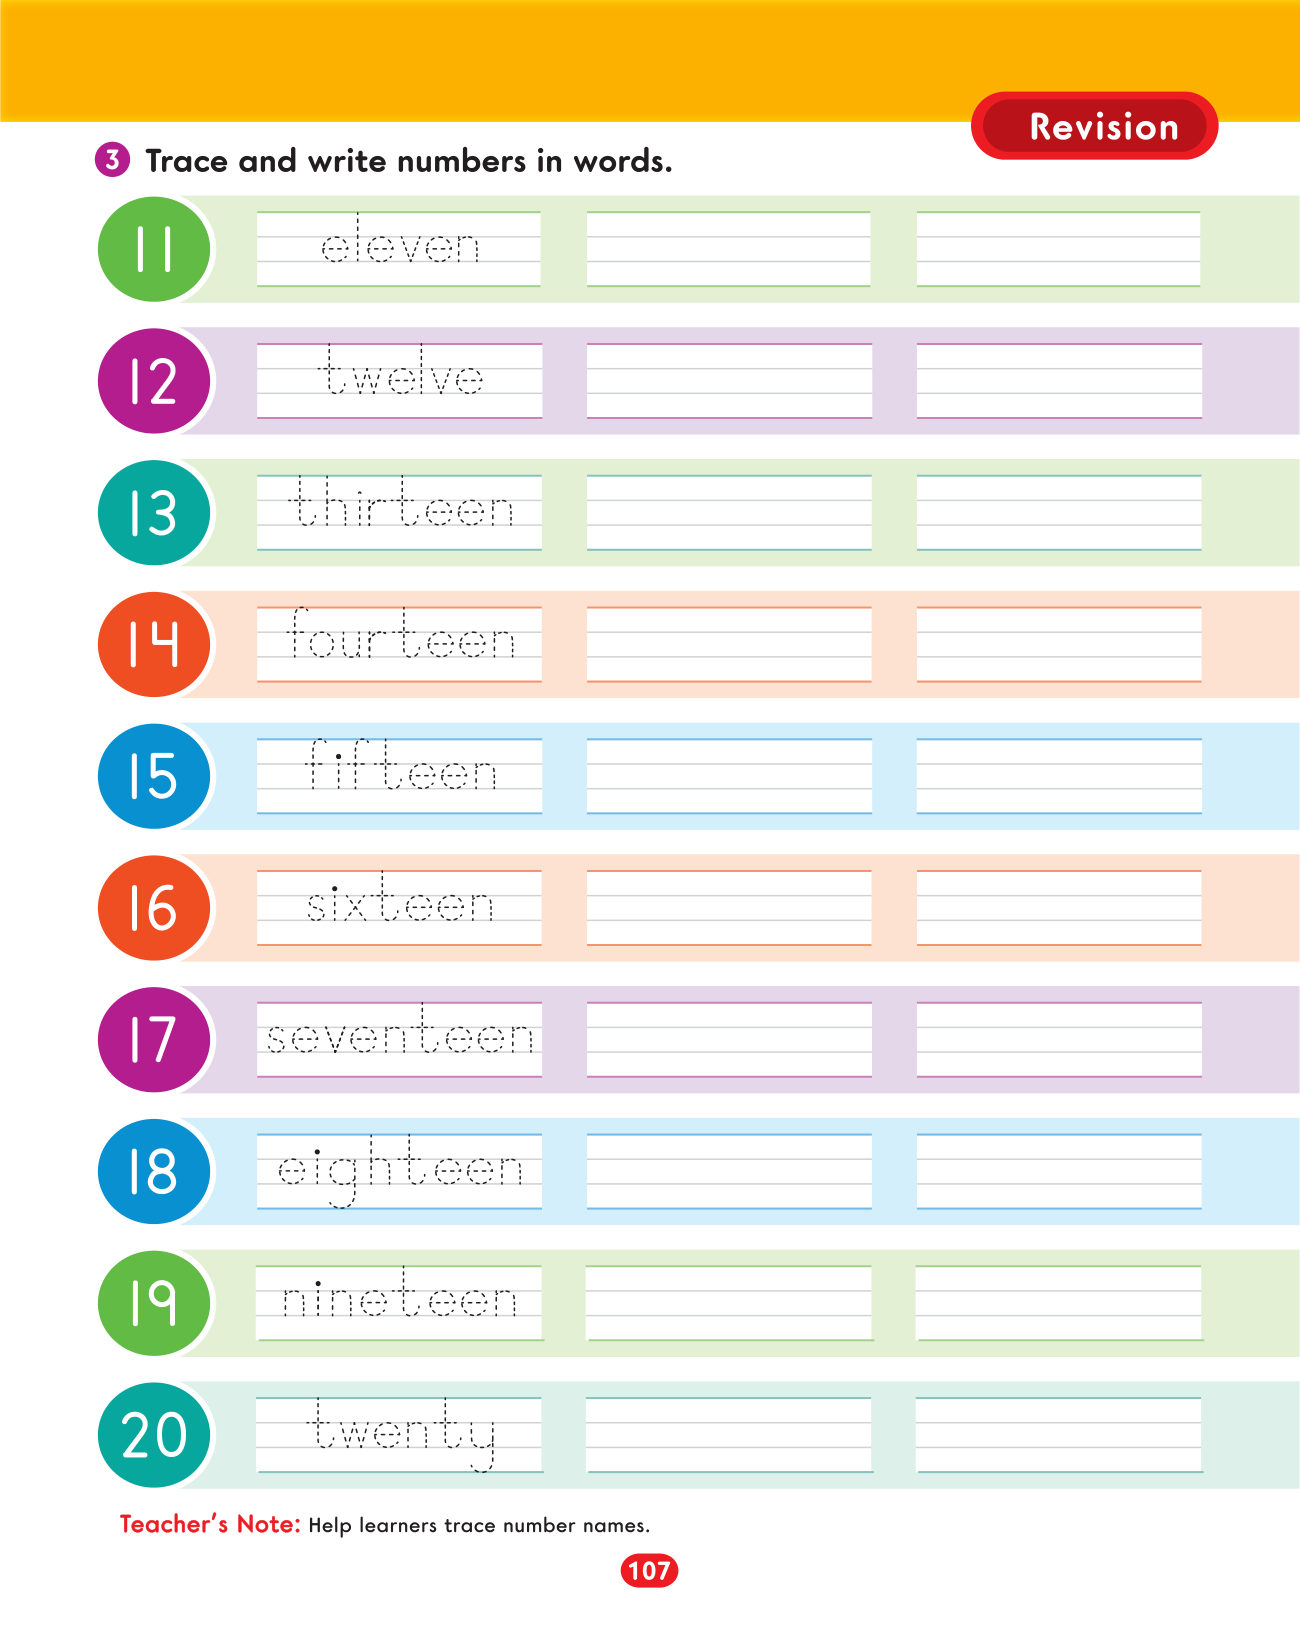 Revision
3 Trace and write numbers in words.
11 eleven
12 twelve
13 thirteen
14 fourteen
15 fifteen
16 sixteen
17 seventeen
18 eighteen
19 nineteen
20 twenty
Teacher's Note: Help learners trace number names.
107